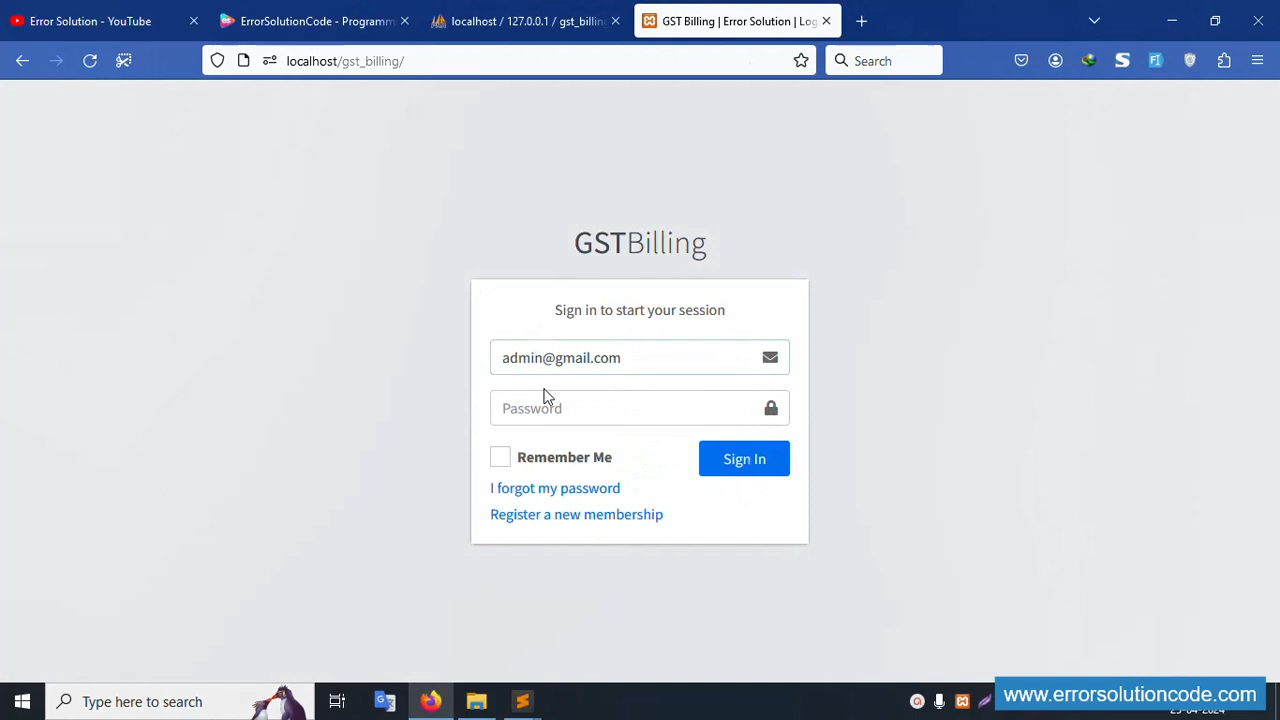 Error Solution - YouTube
ErrorSolutionCode - Programm
localhost / 127.0.0.1 / gst_billing
GST Billing | Error Solution | Log
localhost/gst_billing/
Search
GSTBilling
Sign in to start your session
admin@gmail.com
Password
Remember Me
Sign In
I forgot my password
Register a new membership
Type here to search
www.errorsolutioncode.com